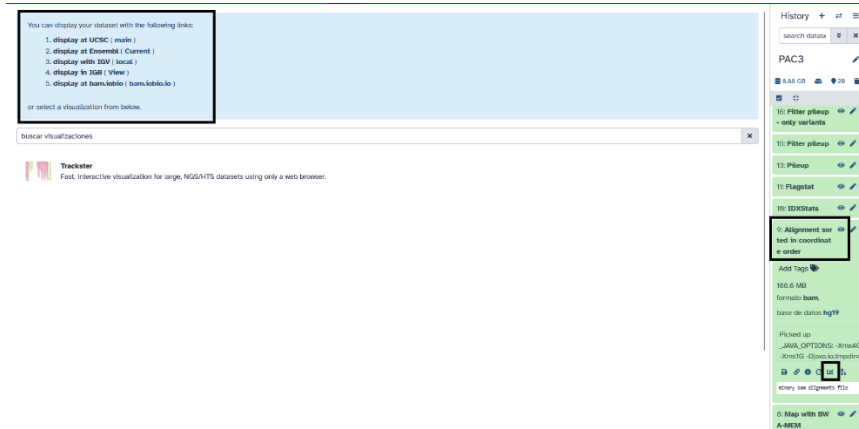 You can display your dataset with the following links:
1. display at UCSC ( main )
2. display at Ensembl ( Current )
3. display with IGV ( local )
4. display in IGB ( View )
5. display at bam.iobio ( bam.iobio.io )
or select a visualization from below.
buscar visualizaciones
Trackster
Fast, interactive visualization for large, NGS/HTS datasets using only a web browser.
History
search datase
PAC3
GB
16: Filter pileup
- only variants
15: Filter pileup
13: Pileup
11: Flagstat
10: IDXStats
9: Alignment sor
ted in coordinat
e order
Add Tags
166.6 MB
formato bam,
base de datos hg19
Picked up
_JAVA_OPTIONS:
-Xms1G
Binary bam alignments file
8: Map with BW
A-MEM